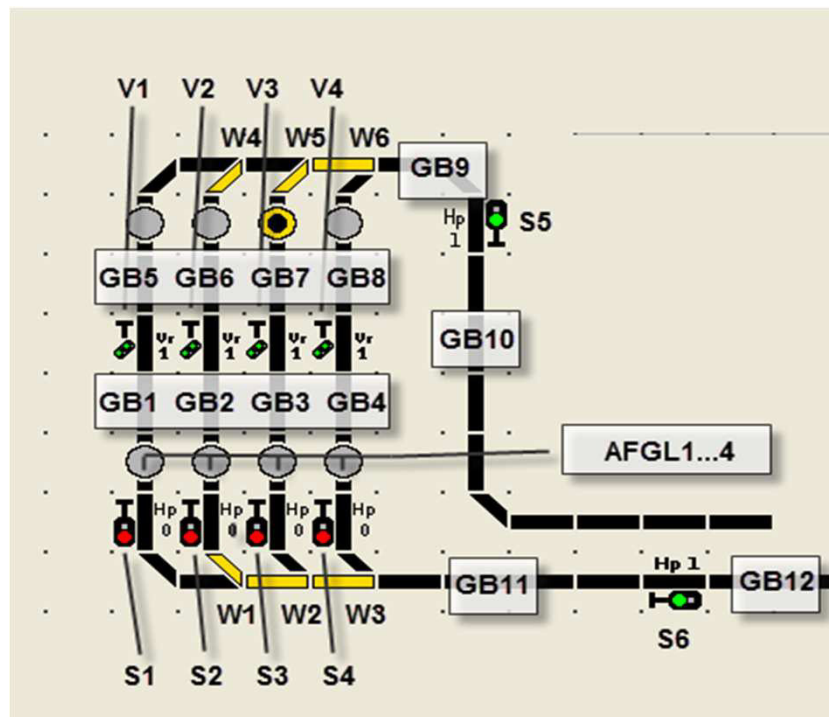 V1 V2 V3 V4
W4 W5 W6
GB9
Hp
1
S5
GB5 GB6 GB7 GB8
Vr
1
Vr
1
Vr
1
Vr
1
GB10
GB1 GB2 GB3 GB4
AFGL1...4
Hp
0
Hp
0
Hp
0
Hp
0
Hp 1
GB11
GB12
W1 W2 W3
S6
S1 S2 S3 S4